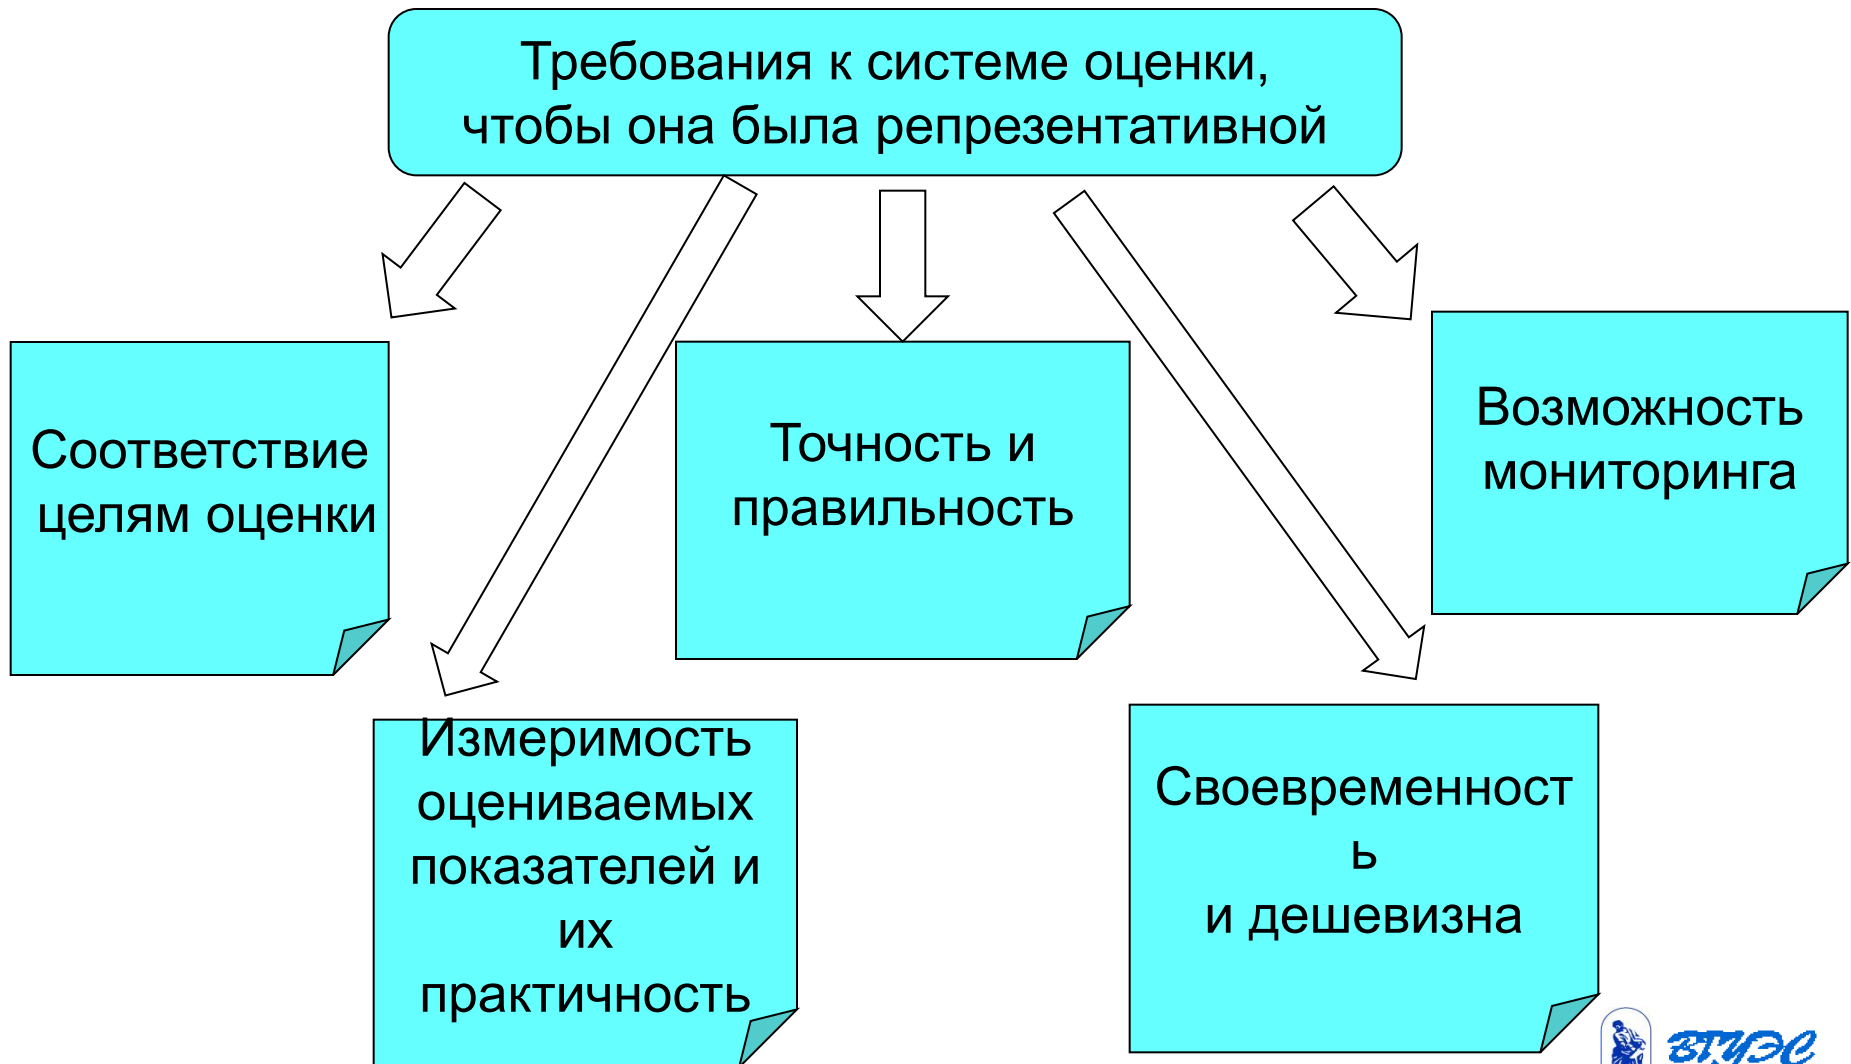 Требования к системе оценки,
чтобы она была репрезентативной
Соответствие
целям оценки
Точность и
правильность
Возможность
мониторинга
Измеримость
оцениваемых
показателей и
их
практичность
Своевременност
ь
и дешевизна
ВГУЭС